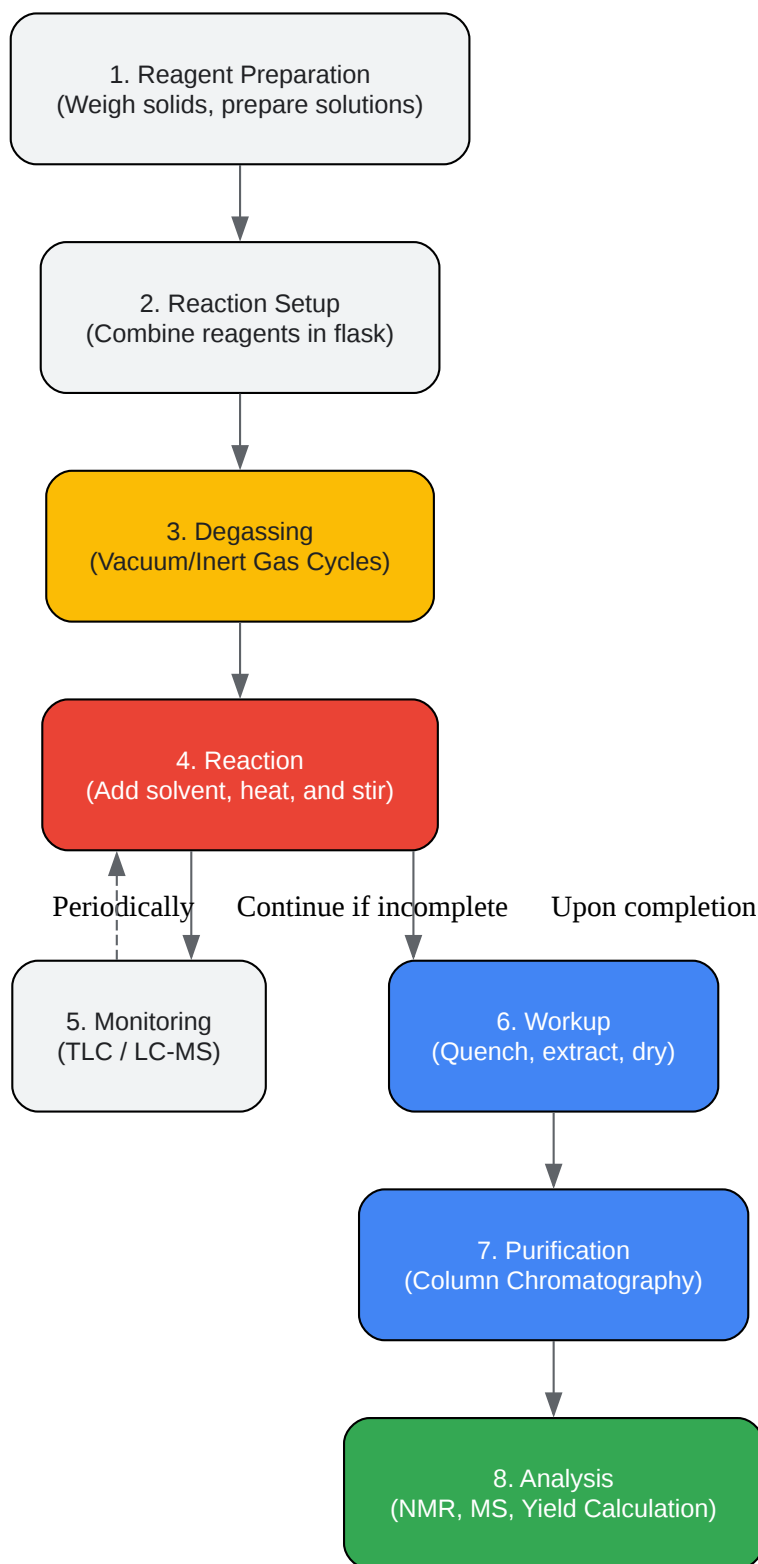 1. Reagent Preparation
(Weigh solids, prepare solutions)
2. Reaction Setup
(Combine reagents in flask)
3. Degassing
(Vacuum/Inert Gas Cycles)
4. Reaction
(Add solvent, heat, and stir)
Periodically
Continue if incomplete
Upon completion
5. Monitoring
(TLC / LC-MS)
6. Workup
(Quench, extract, dry)
7. Purification
(Column Chromatography)
8. Analysis
(NMR, MS, Yield Calculation)